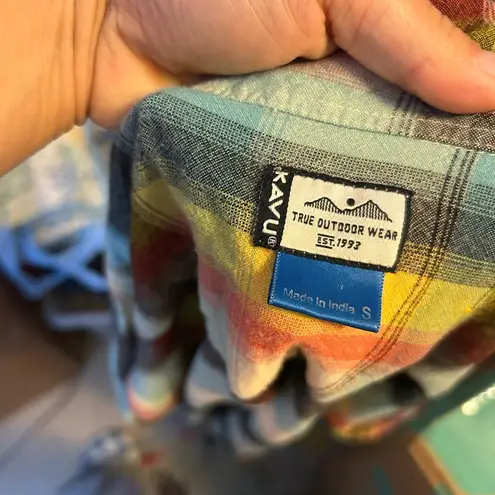 KAVU®
TRUE OUTDOOR WEAR
EST. 1993
Made in India S